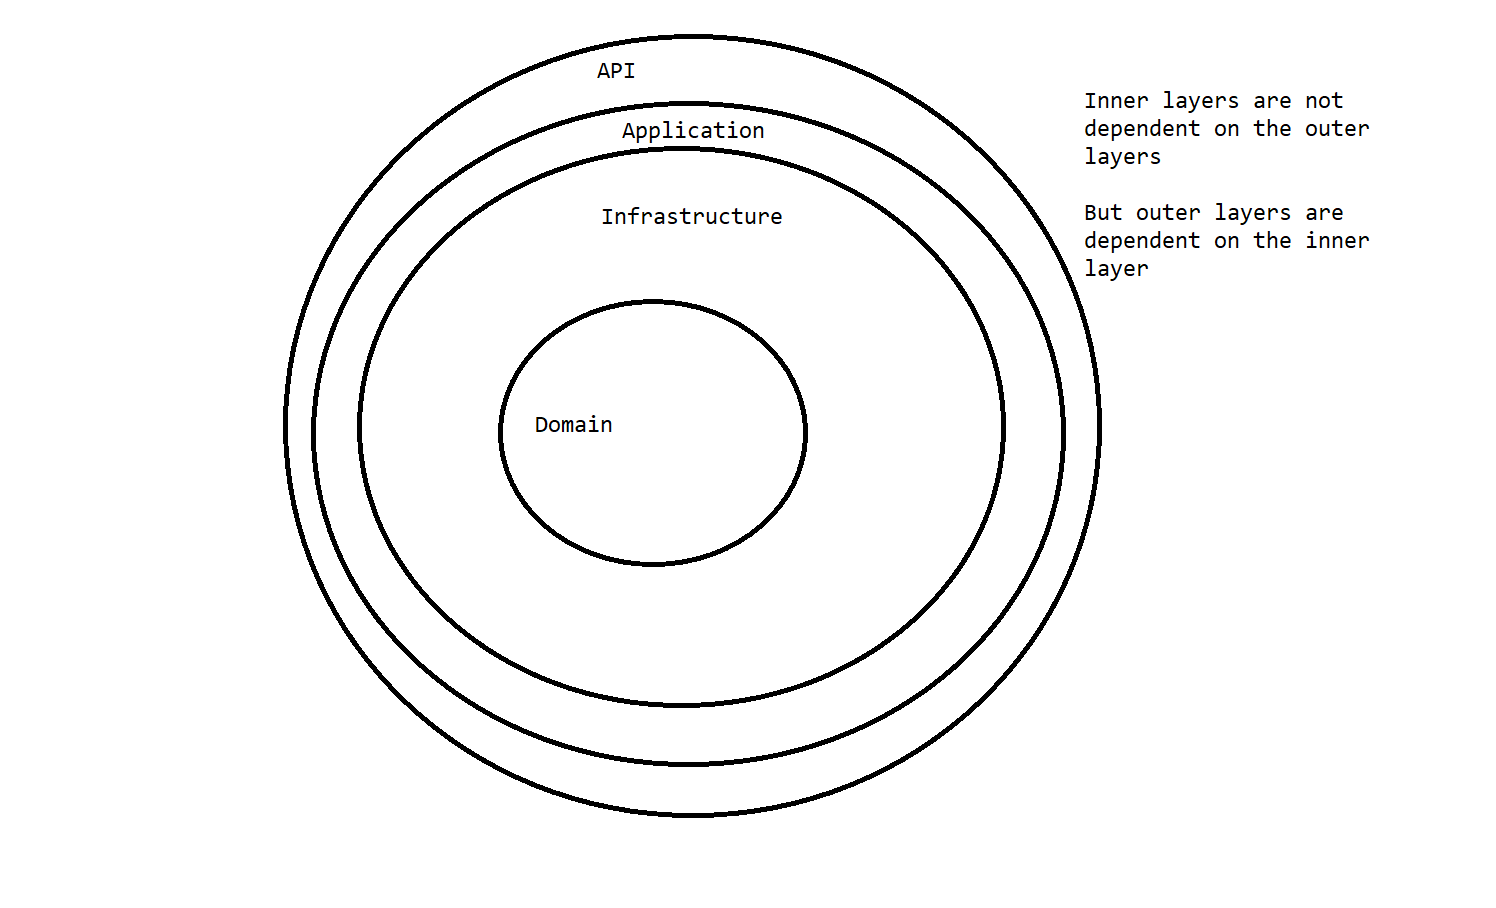 API
Application
Infrastructure
Domain
Inner layers are not
dependent on the outer
layers
But outer layers are
dependent on the inner
layer